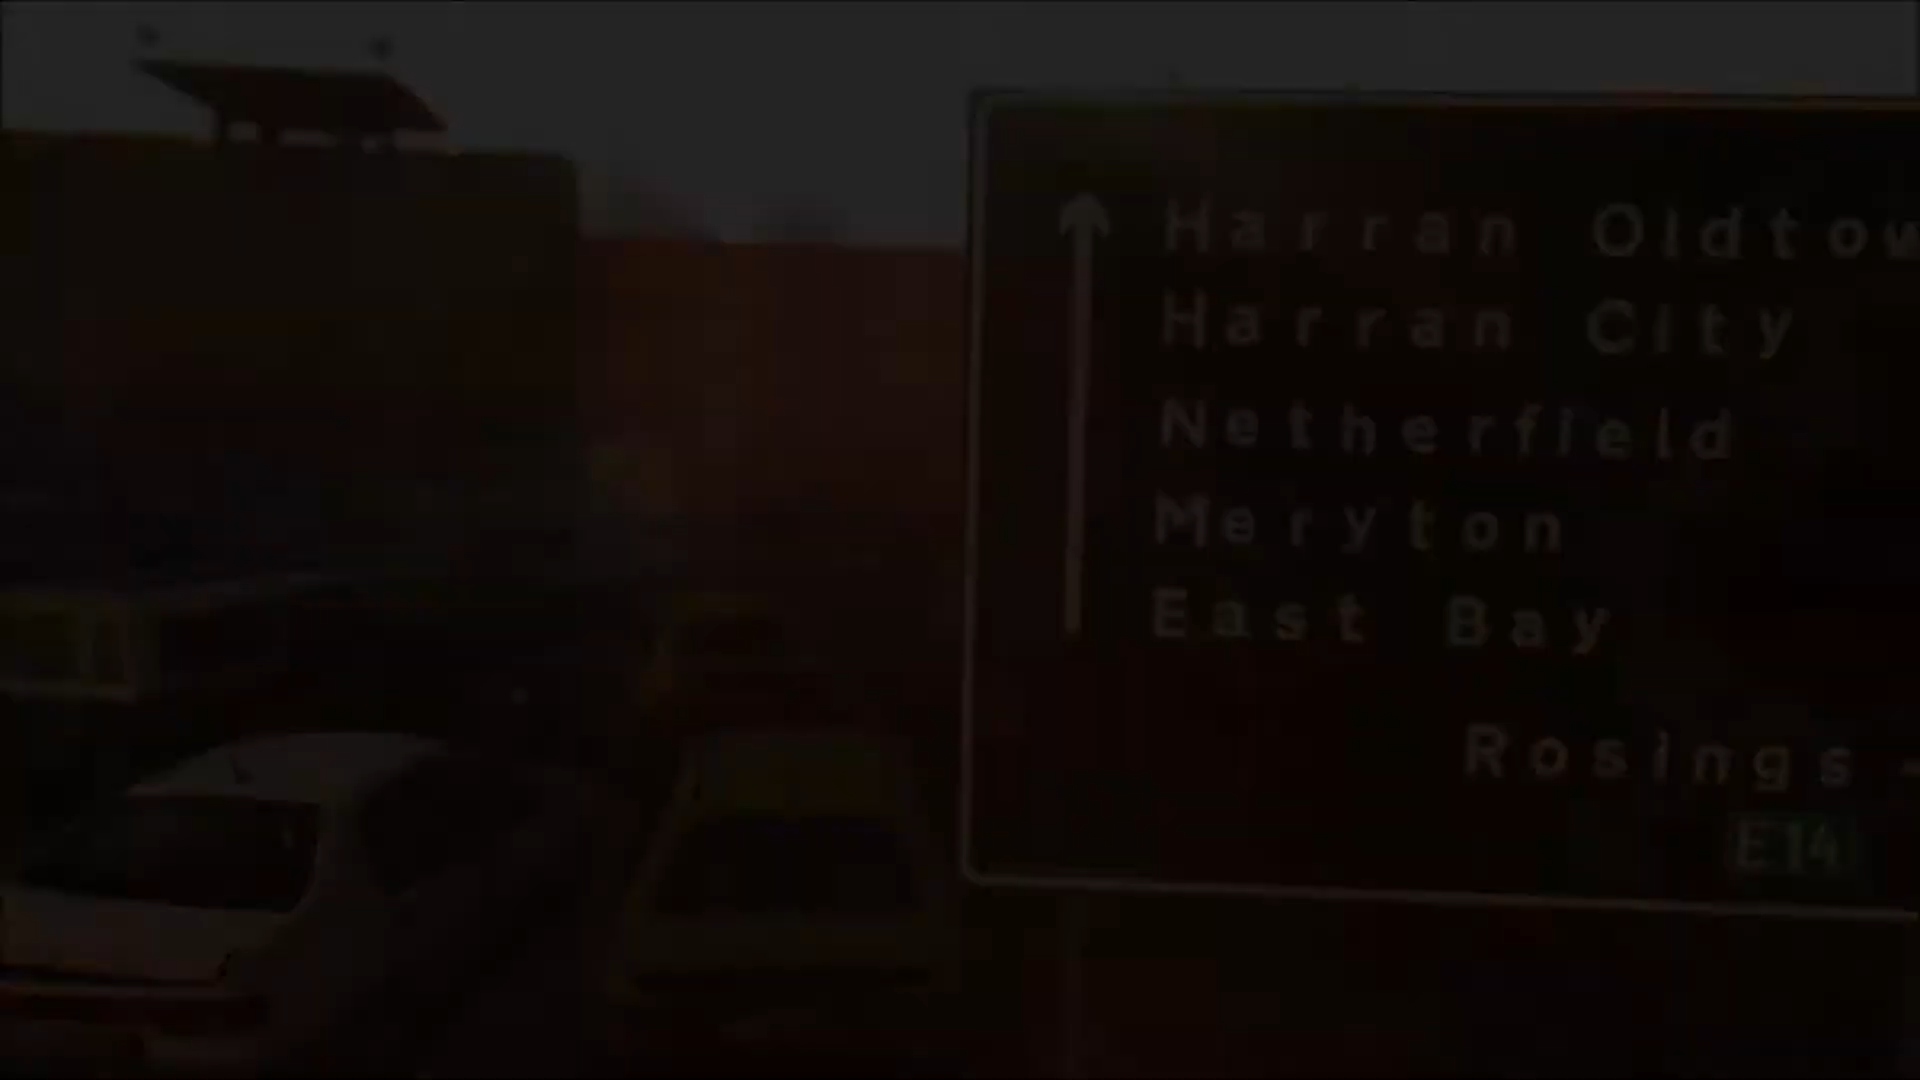 Harran Oldtow
Harran City
Netherfield
Meryton
East Bay
Rosings
E14